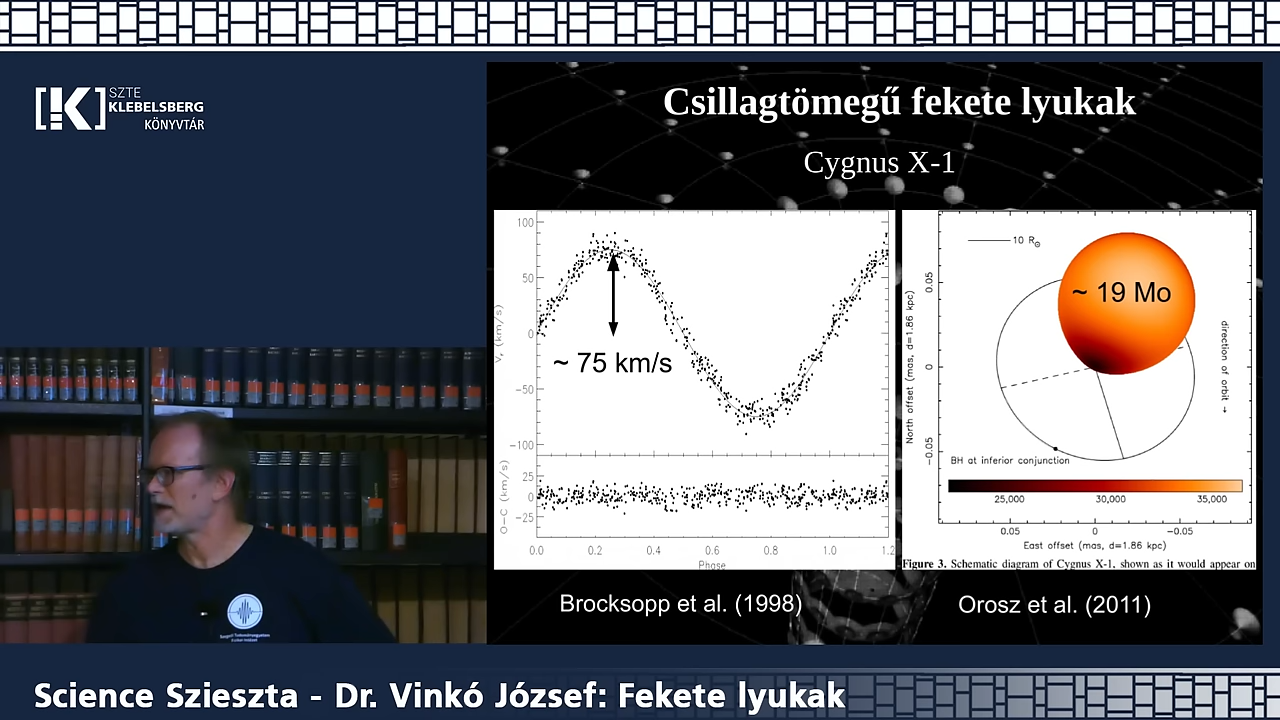 SZTE
KLEBELSBERG
KÖNYVTÁR
Csillagtömegű fekete lyukak
Cygnus X-1
100
50
0
−50
−100
V, (km/s)
~ 75 km/s
25
0
−25
O−C (km/s)
0.0 0.2 0.4 0.6 0.8 1.0 1.2
Phase
Brocksopp et al. (1998)
10 R☉
~ 19 Mo
0.05
0
−0.05
North offset (mas, d=1.86 kpc)
direction of orbit →
BH at inferior conjunction
25,000 30,000 35,000
0.05 0 −0.05
East offset (mas, d=1.86 kpc)
Figure 3. Schematic diagram of Cygnus X-1, shown as it would appear on
Orosz et al. (2011)
Science Szieszta - Dr. Vinkó József: Fekete lyukak